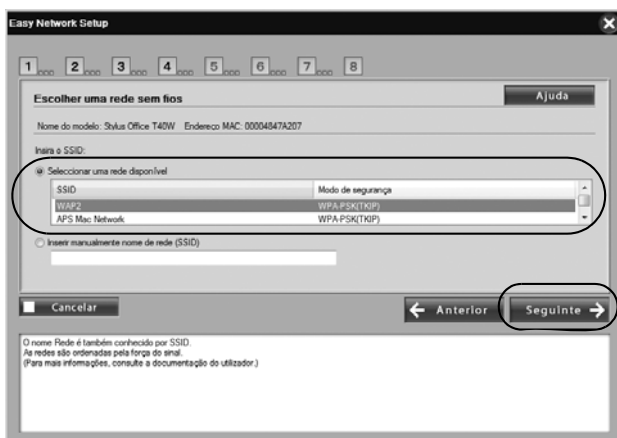 Easy Network Setup
1 2 3 4 5 6 7 8
Escolher uma rede sem fios
Ajuda
Nome do modelo: Stylus Office T40W Endereço MAC: 00004847A207
Insira o SSID:
Seleccionar uma rede disponível
SSID Modo de segurança
WAP2 WPA-PSK(TKIP)
APS Mac Network WPA-PSK(TKIP)
Inserir manualmente nome de rede (SSID)
Cancelar
Anterior
Seguinte
O nome Rede é também conhecido por SSID.
As redes são ordenadas pela força do sinal.
(Para mais informações, consulte a documentação do utilizador.)